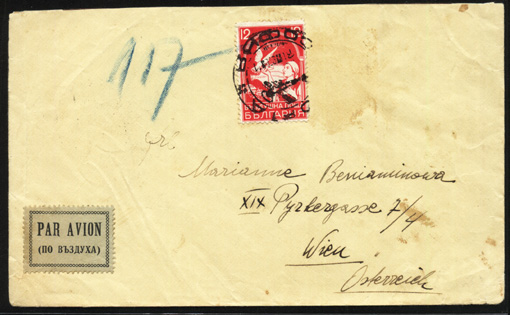 117
12
БЪЛГАРИЯ
Marianne Beniaminowa
XIX Pyrkergasse 7/4
Wien
Österreich
PAR AVION
(ПО ВЪЗДУХА)